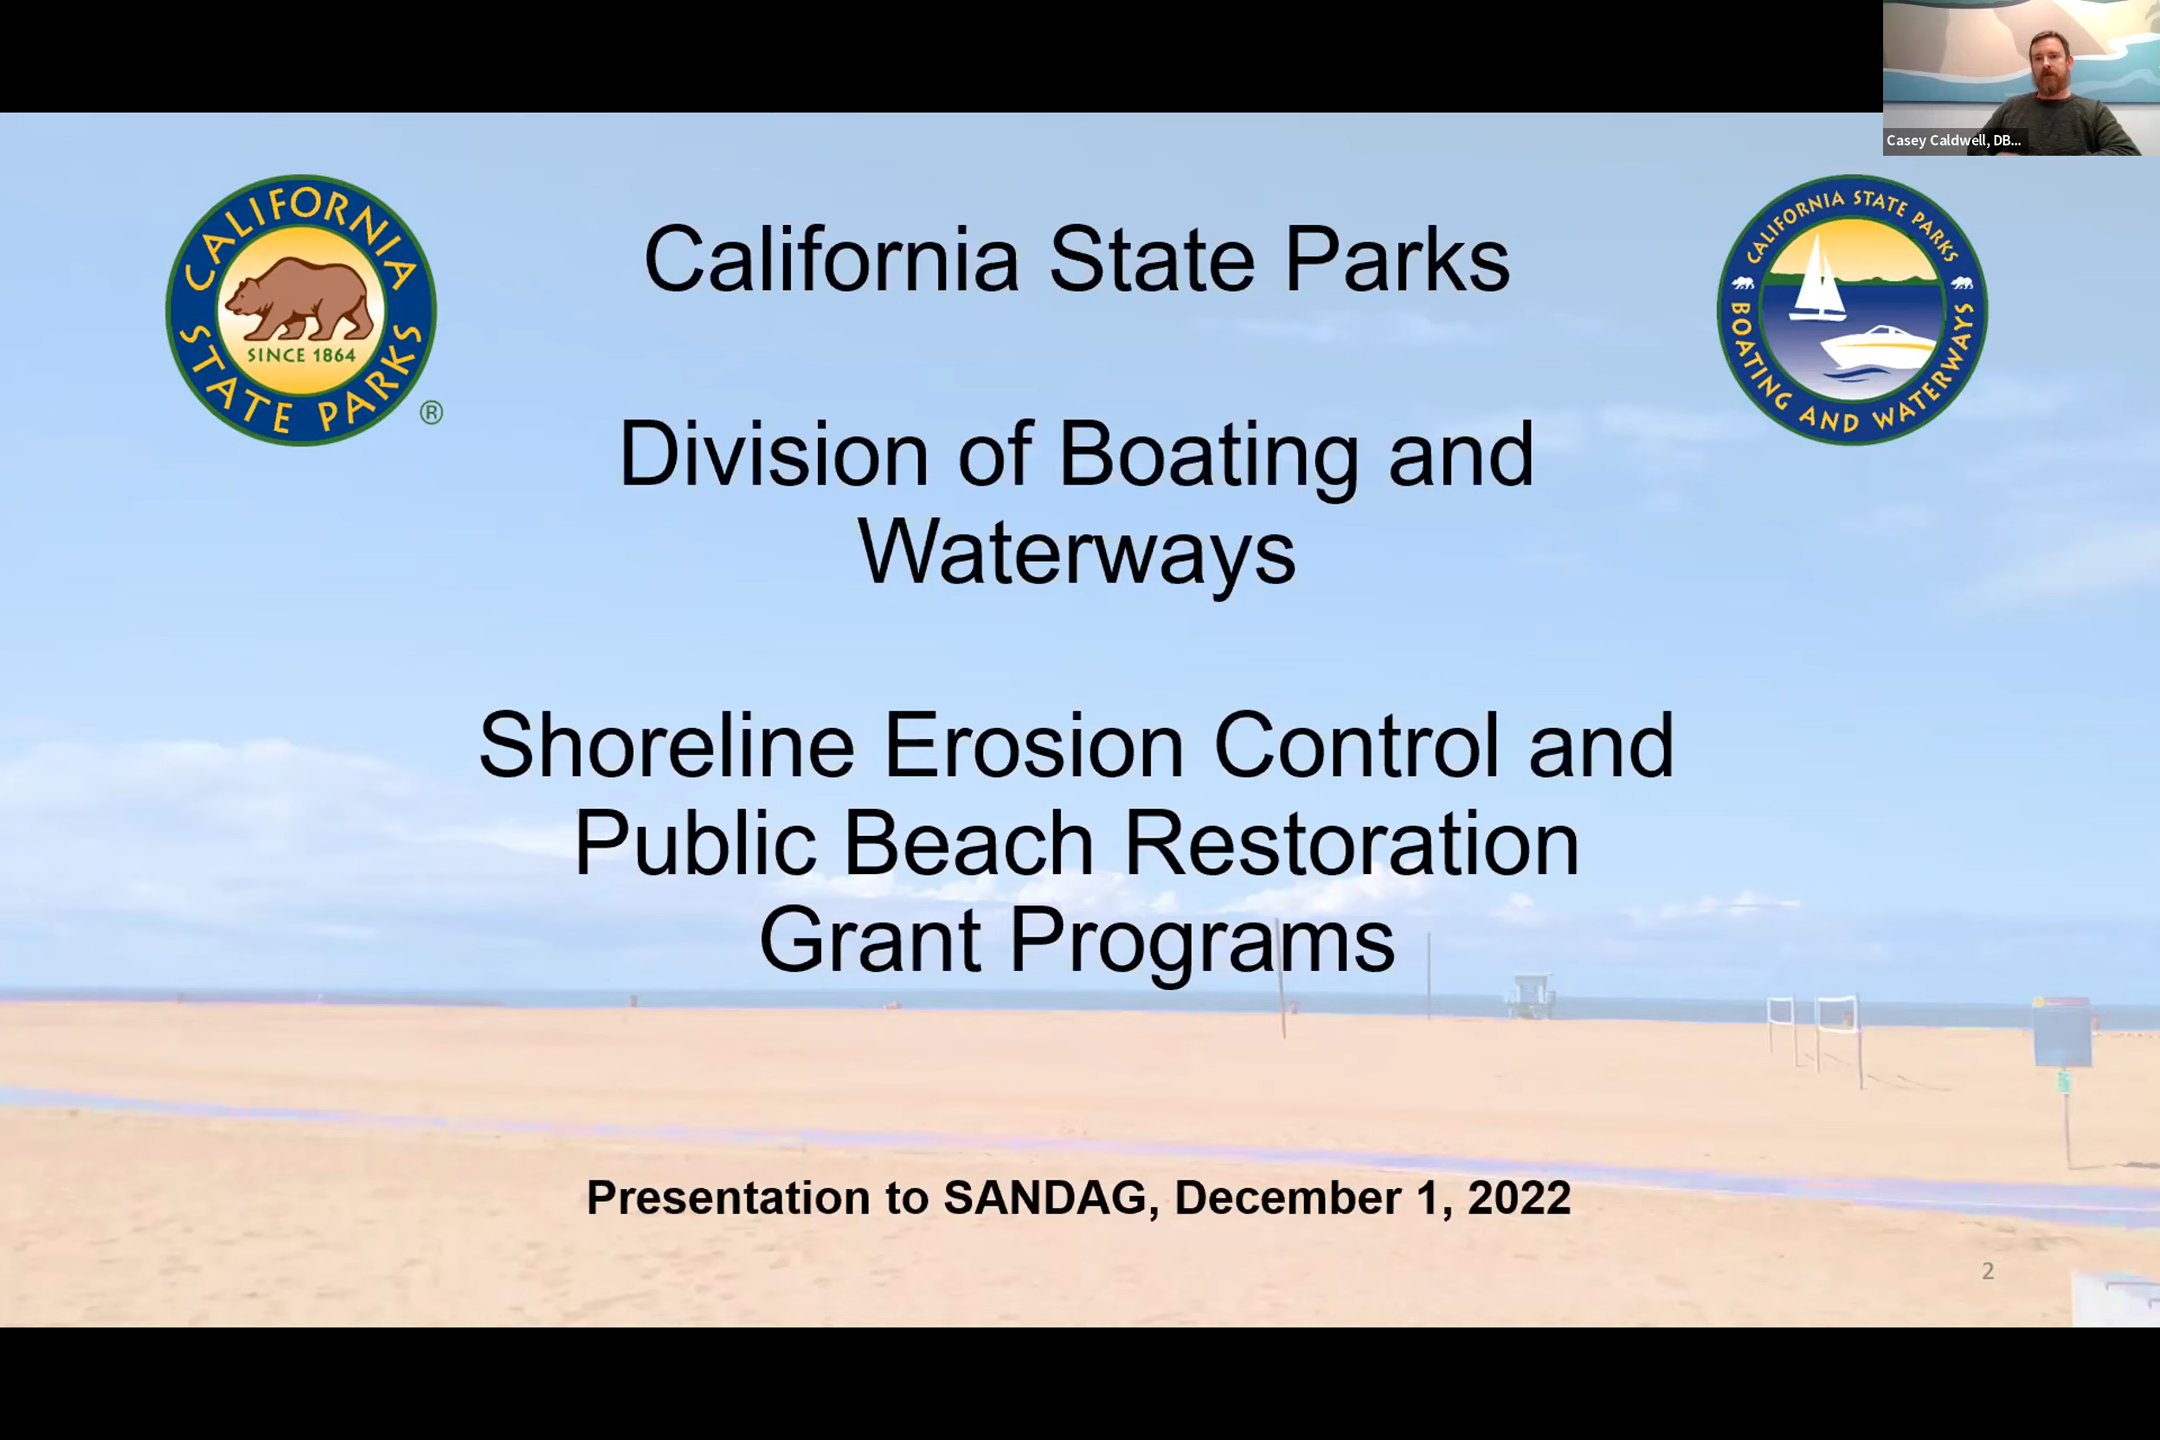 Casey Caldwell, DB...
CALIFORNIA
SINCE 1864
STATE PARKS
®
CALIFORNIA STATE PARKS
BOATING AND WATERWAYS
California State Parks
Division of Boating and
Waterways
Shoreline Erosion Control and
Public Beach Restoration
Grant Programs
Presentation to SANDAG, December 1, 2022
2